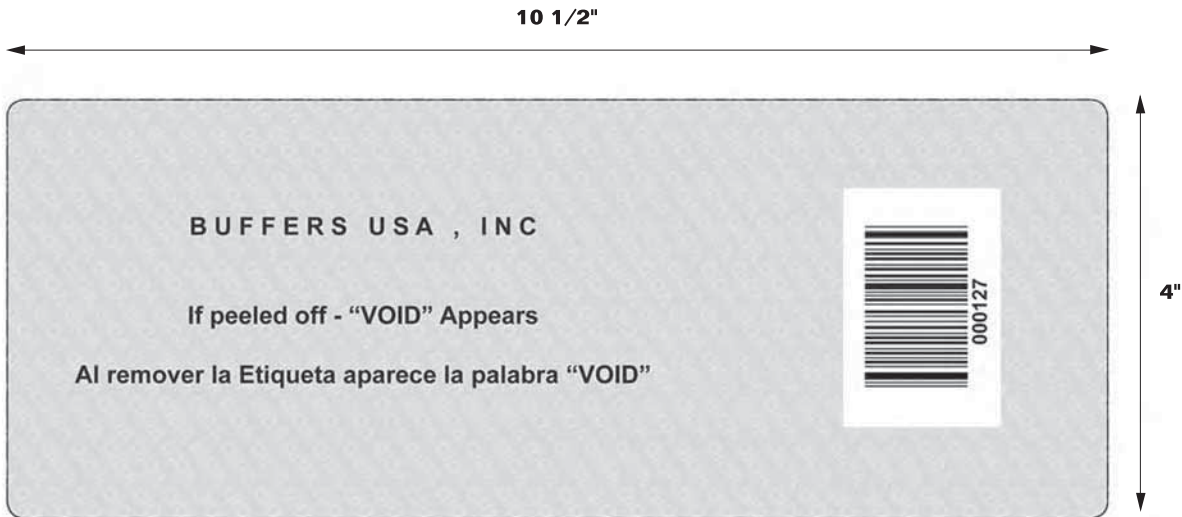 10 1/2"
BUFFERS USA , INC
If peeled off - “VOID” Appears
Al remover la Etiqueta aparece la palabra “VOID”
000127
4"